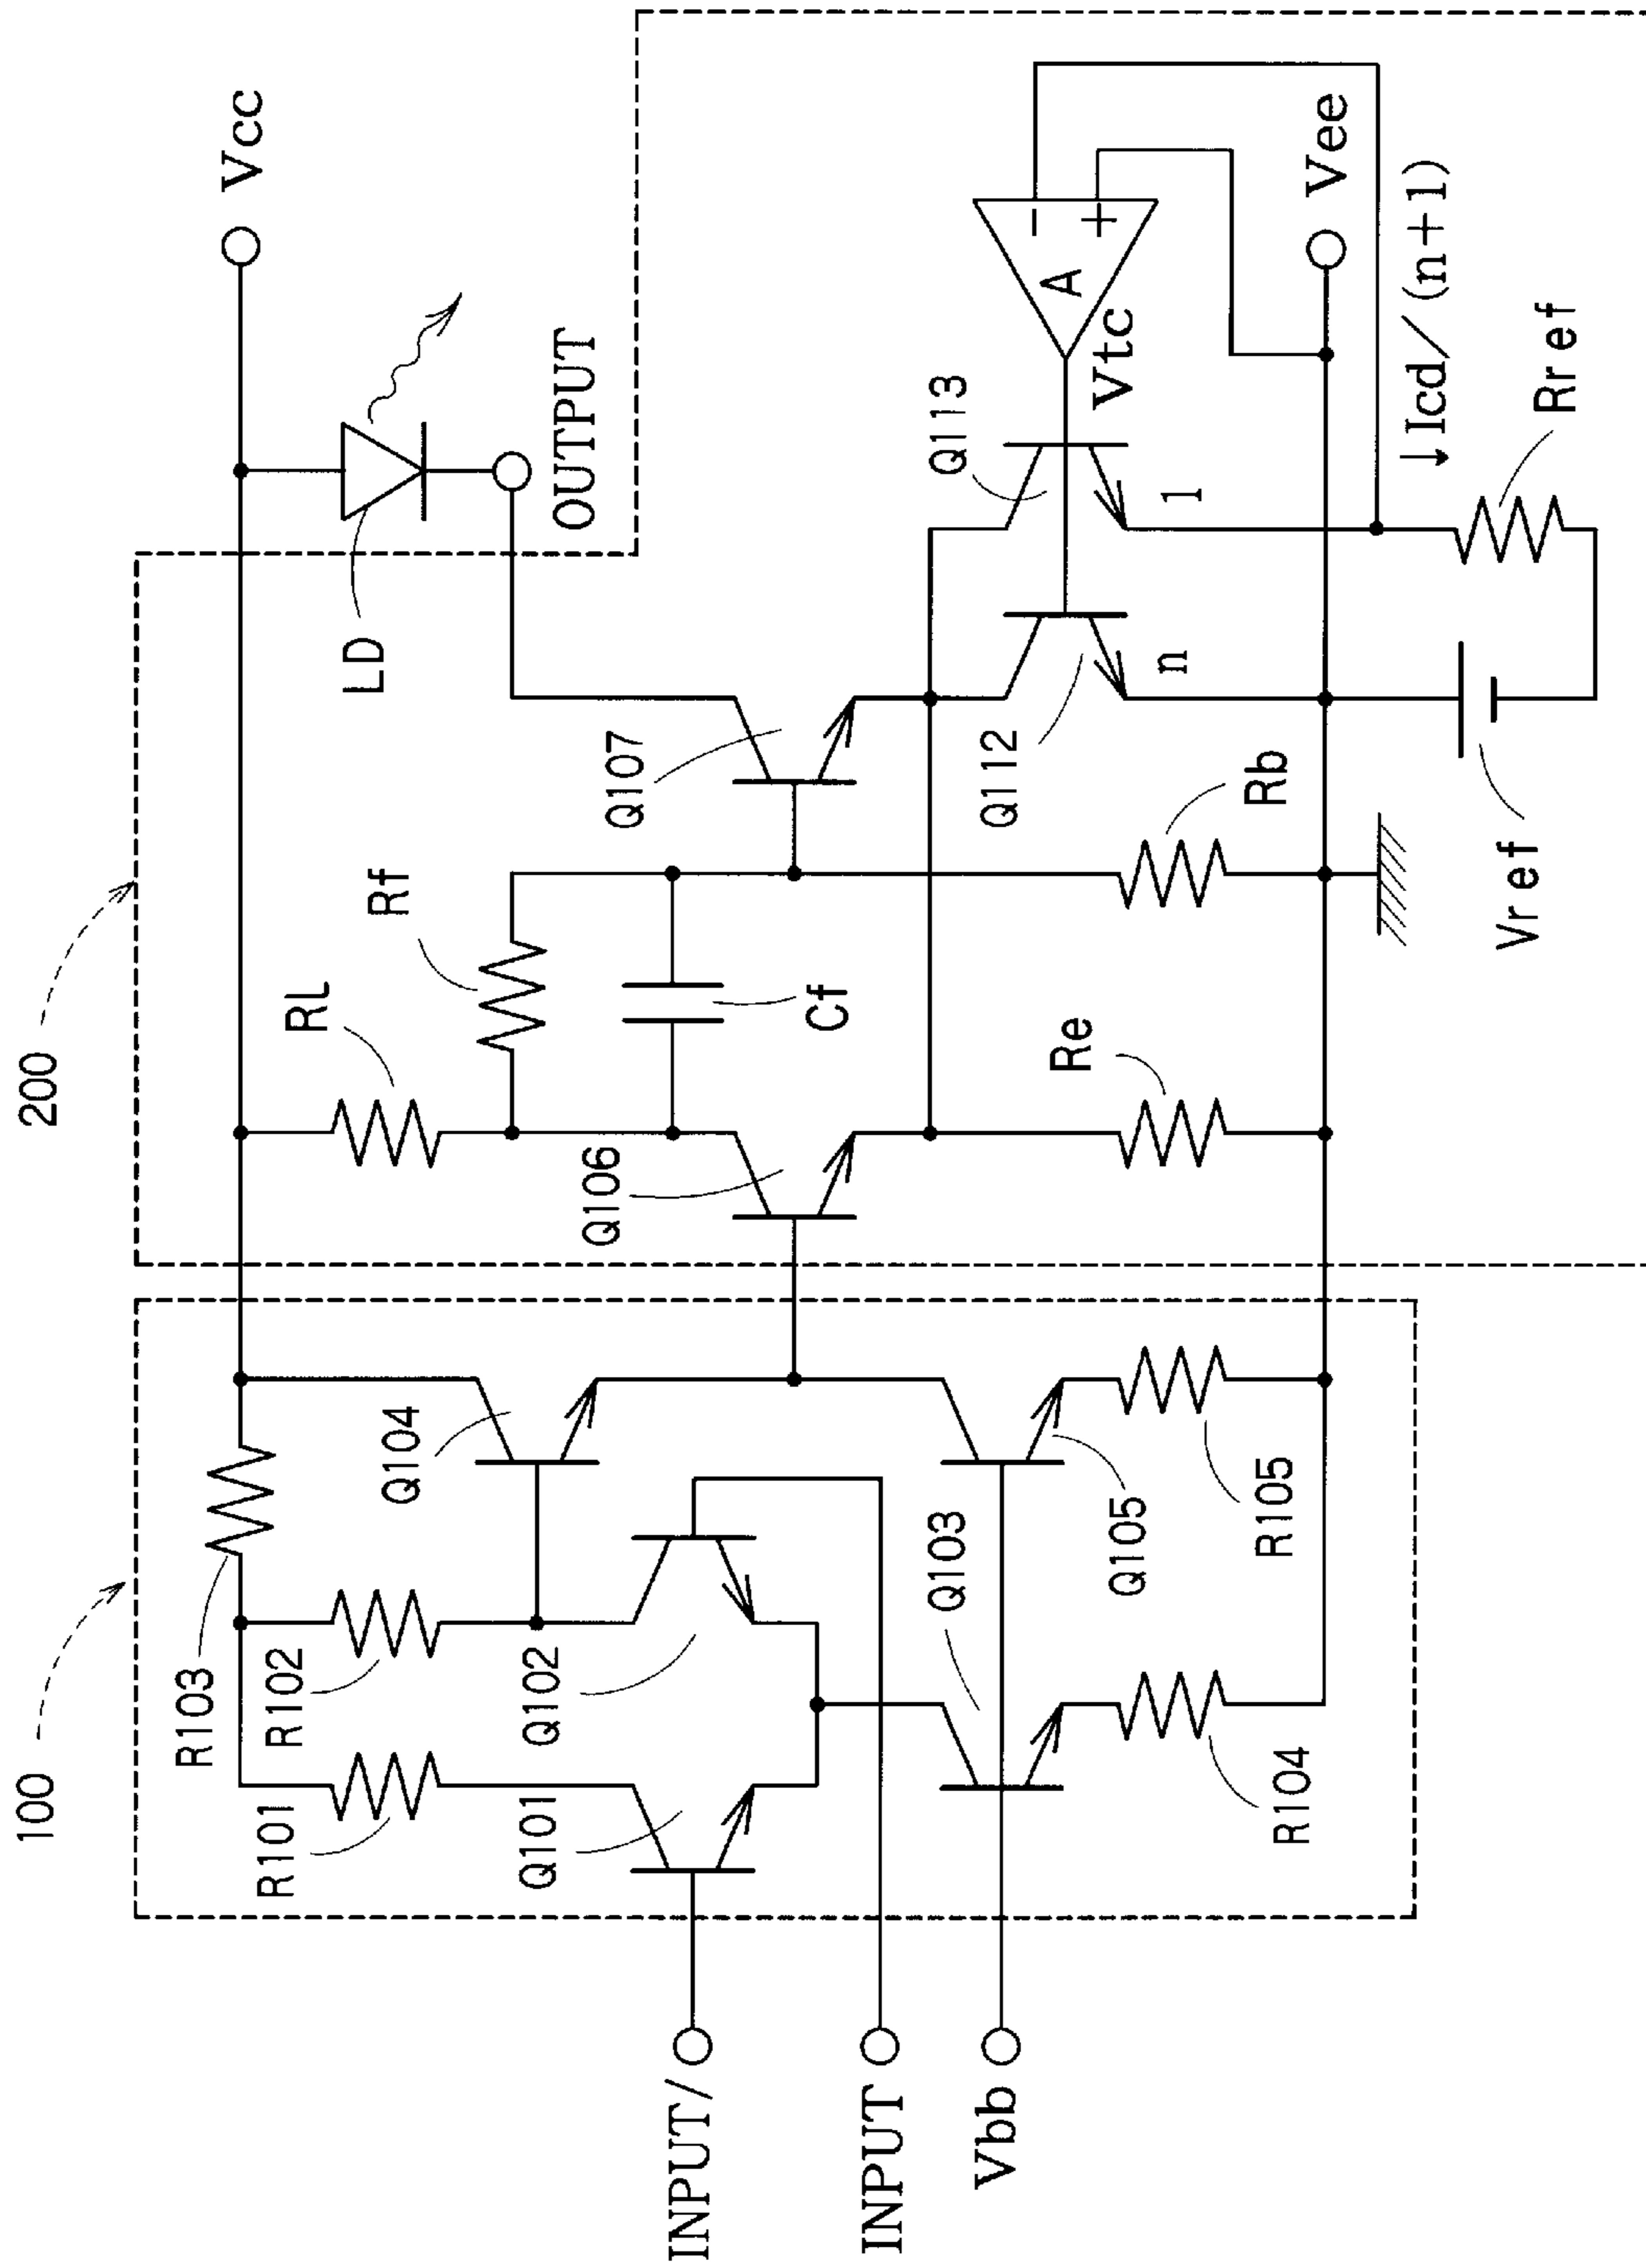 200
Vcc
LD
OUTPUT
RL
Rf
Cf
Q106
Q107
Re
Rb
Q112
n
Q113
1
Vtc
A
-
+
Vee
↓Icd/(n+1)
Rref
Vref
100
R103
R101
R102
Q104
Q101
Q102
Q103
Q105
R104
R105
INPUT/
INPUT
Vbb